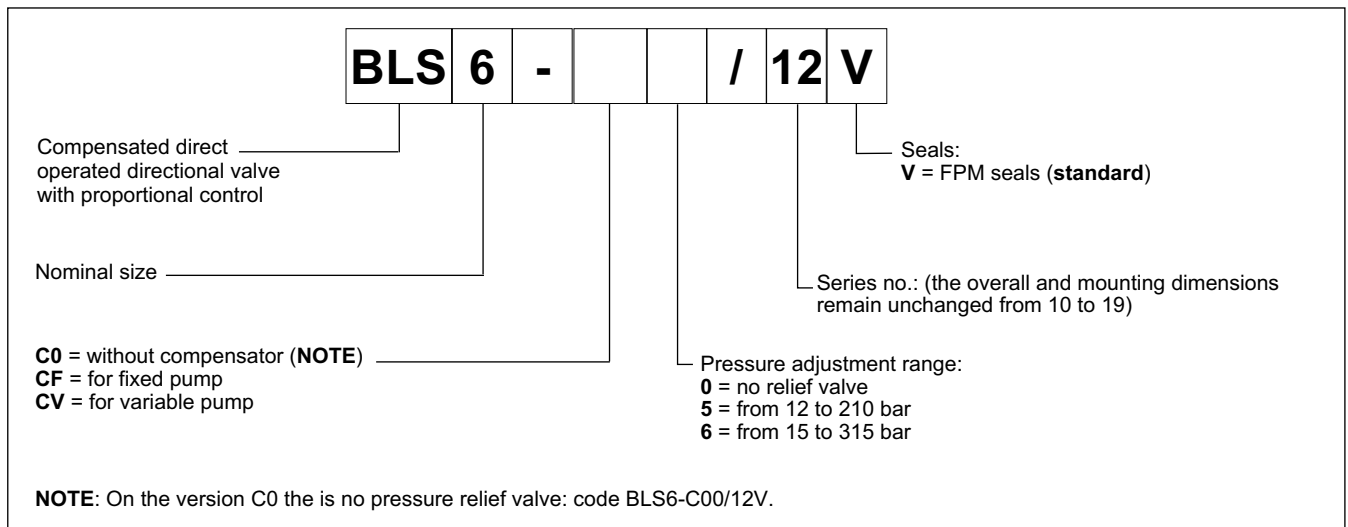 BLS 6 - / 12 V
Compensated direct
operated directional valve
with proportional control
Seals:
V = FPM seals (standard)
Nominal size
Series no.: (the overall and mounting dimensions
remain unchanged from 10 to 19)
C0 = without compensator (NOTE)
CF = for fixed pump
CV = for variable pump
Pressure adjustment range:
0 = no relief valve
5 = from 12 to 210 bar
6 = from 15 to 315 bar
NOTE: On the version C0 the is no pressure relief valve: code BLS6-C00/12V.